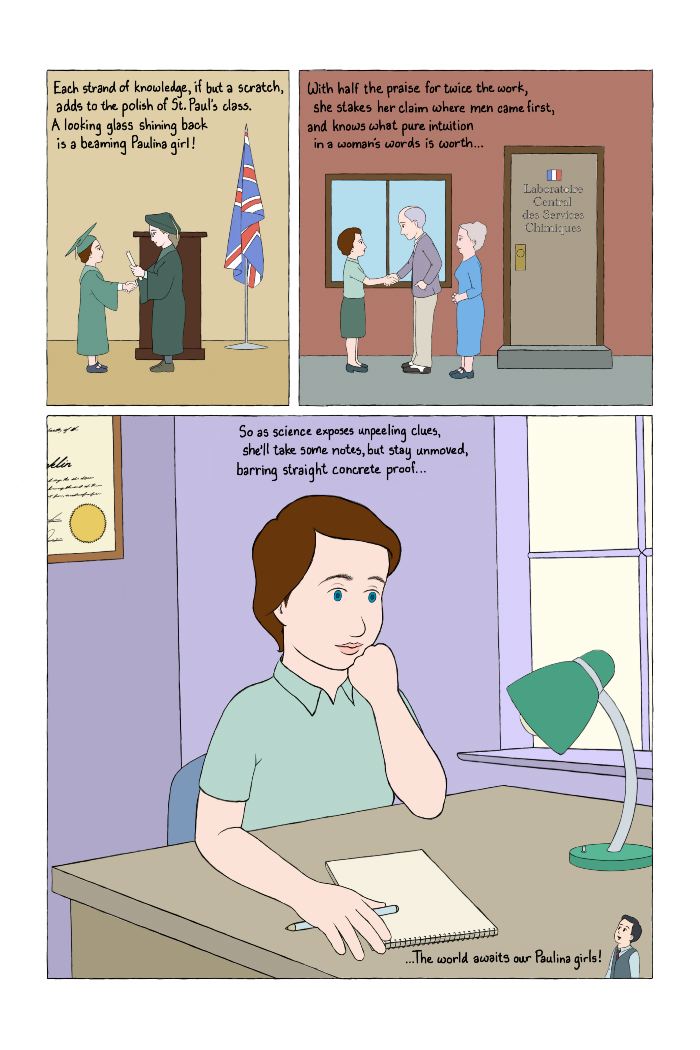 Each strand of knowledge, if but a scratch,
adds to the polish of St. Paul's class.
A looking glass shining back
is a beaming Paulina girl!
With half the praise for twice the work,
she stakes her claim where men came first,
and knows what pure intuition
in a woman's words is worth...
Laboratoire
Central
des Services
Chimiques
So as science exposes unpeeling clues,
she'll take some notes, but stay unmoved,
barring straight concrete proof...
klin
...The world awaits our Paulina girls!